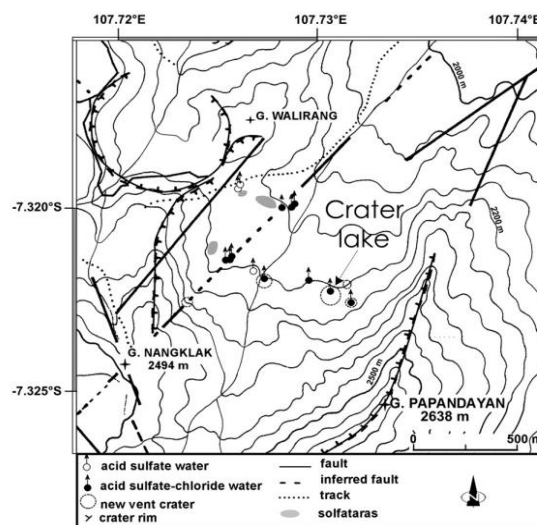 107.72°E 107.73°E 107.74°E
2000 m
G. WALIRANG
-7.320°S
Crater
lake
2200 m
G. NANGKLAK
2494 m
-7.325°S
2500 m
G. PAPANDAYAN
2638 m
0 500 m
acid sulfate water
acid sulfate-chloride water
new vent crater
crater rim
fault
inferred fault
track
solfataras